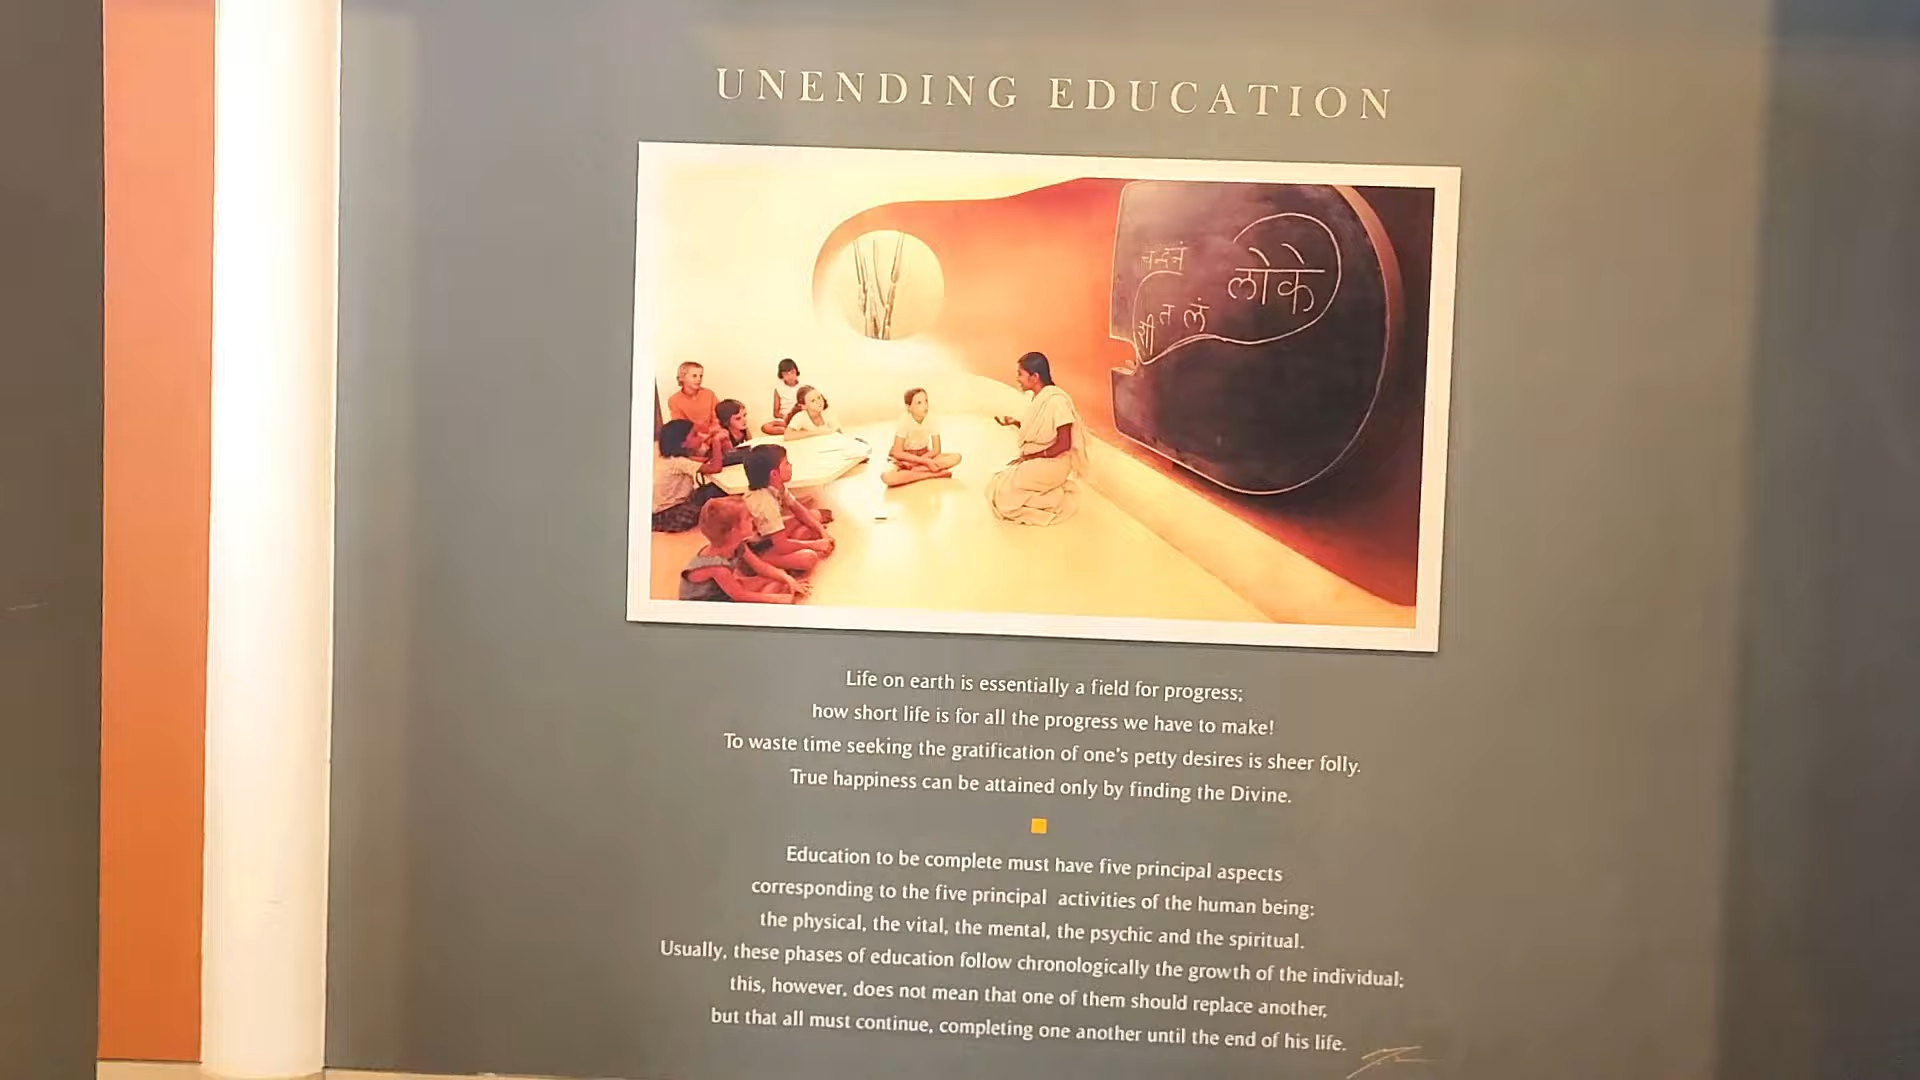 UNENDING EDUCATION
चन्दनं
शीतलं
लोके
Life on earth is essentially a field for progress;
how short life is for all the progress we have to make!
To waste time seeking the gratification of one's petty desires is sheer folly.
True happiness can be attained only by finding the Divine.
Education to be complete must have five principal aspects
corresponding to the five principal activities of the human being:
the physical, the vital, the mental, the psychic and the spiritual.
Usually, these phases of education follow chronologically the growth of the individual;
this, however, does not mean that one of them should replace another,
but that all must continue, completing one another until the end of his life.